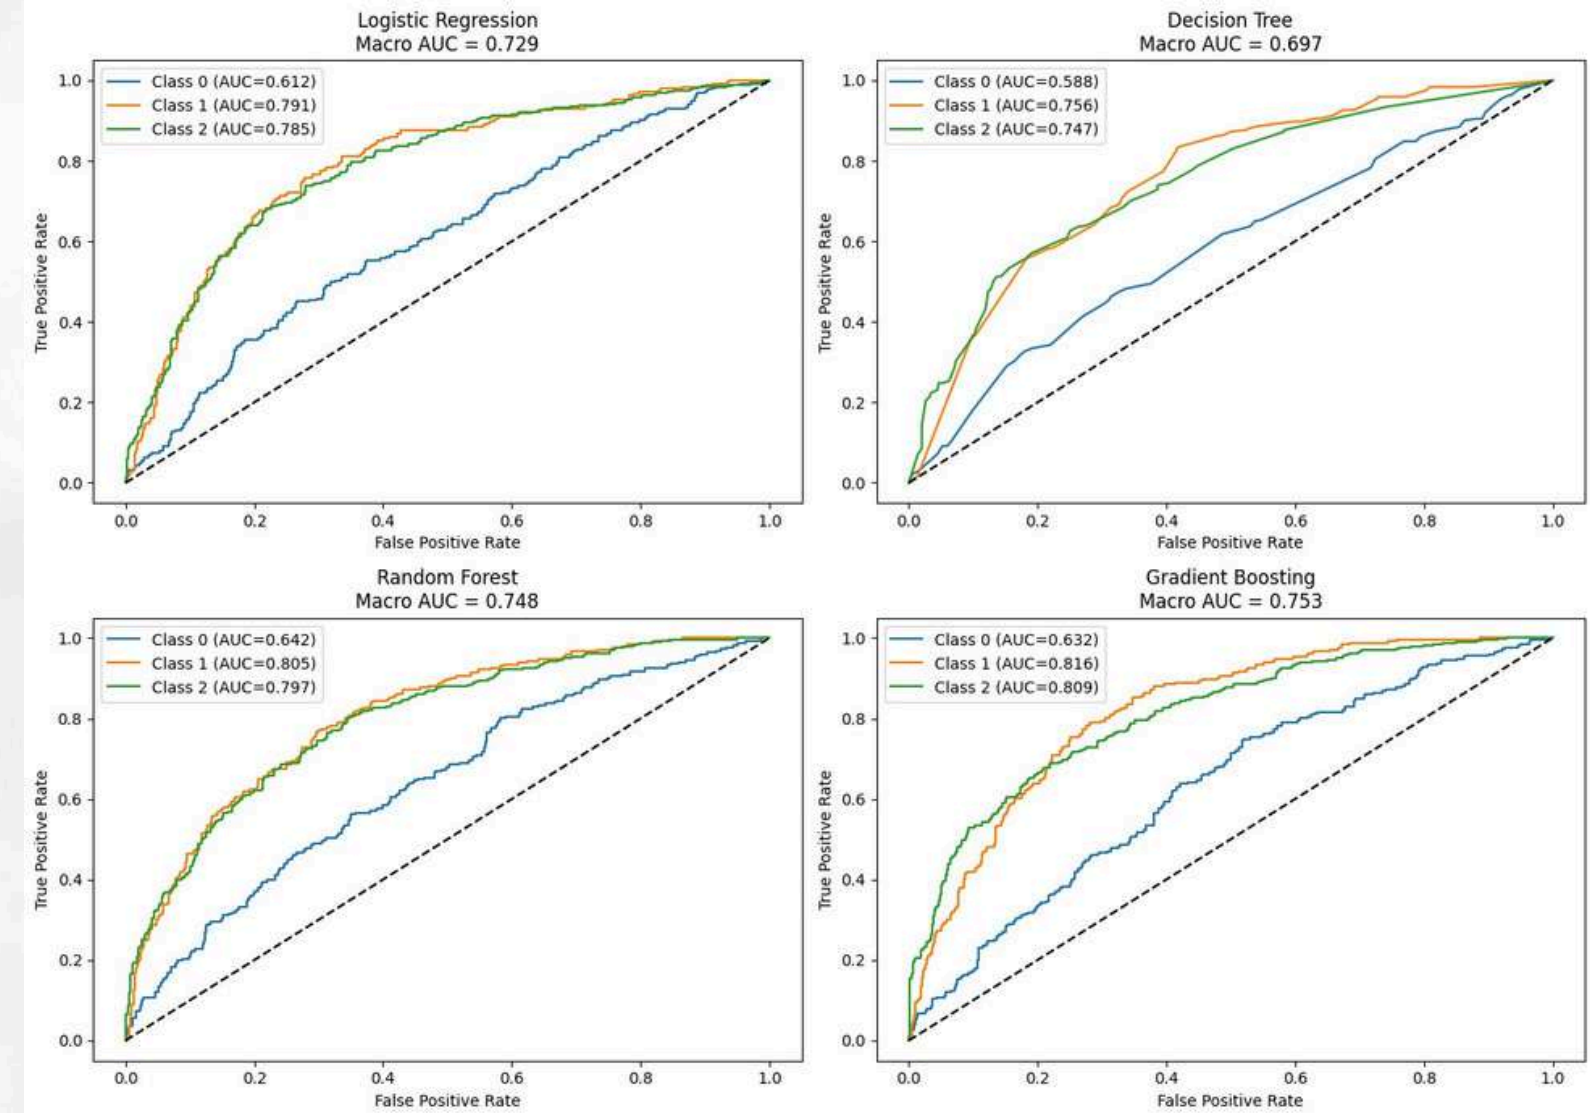 Logistic Regression
Macro AUC = 0.729
Class 0 (AUC=0.612)
Class 1 (AUC=0.791)
Class 2 (AUC=0.785)
True Positive Rate
1.0
0.8
0.6
0.4
0.2
0.0
0.0 0.2 0.4 0.6 0.8 1.0
False Positive Rate
Decision Tree
Macro AUC = 0.697
Class 0 (AUC=0.588)
Class 1 (AUC=0.756)
Class 2 (AUC=0.747)
True Positive Rate
1.0
0.8
0.6
0.4
0.2
0.0
0.0 0.2 0.4 0.6 0.8 1.0
False Positive Rate
Random Forest
Macro AUC = 0.748
Class 0 (AUC=0.642)
Class 1 (AUC=0.805)
Class 2 (AUC=0.797)
True Positive Rate
1.0
0.8
0.6
0.4
0.2
0.0
0.0 0.2 0.4 0.6 0.8 1.0
False Positive Rate
Gradient Boosting
Macro AUC = 0.753
Class 0 (AUC=0.632)
Class 1 (AUC=0.816)
Class 2 (AUC=0.809)
True Positive Rate
1.0
0.8
0.6
0.4
0.2
0.0
0.0 0.2 0.4 0.6 0.8 1.0
False Positive Rate